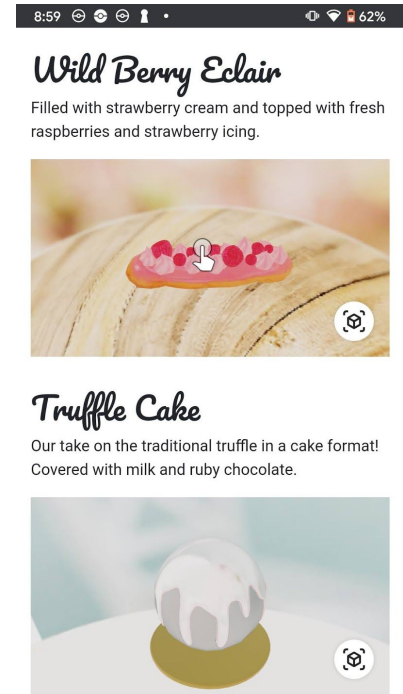 8:59
62%
Wild Berry Eclair
Filled with strawberry cream and topped with fresh
raspberries and strawberry icing.
Truffle Cake
Our take on the traditional truffle in a cake format!
Covered with milk and ruby chocolate.